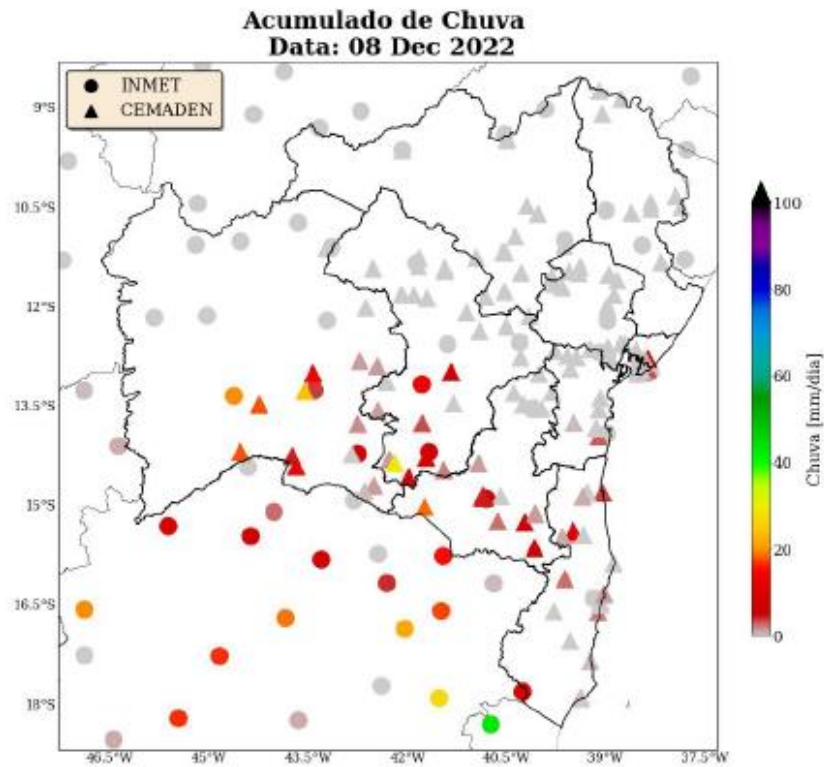 Acumulado de Chuva
Data: 08 Dec 2022
INMET
CEMADEN
9°S
10.5°S
12°S
13.5°S
15°S
16.5°S
18°S
46.5°W
45°W
43.5°W
42°W
40.5°W
39°W
37.5°W
100
80
60
40
20
0
Chuva [mm/dia]